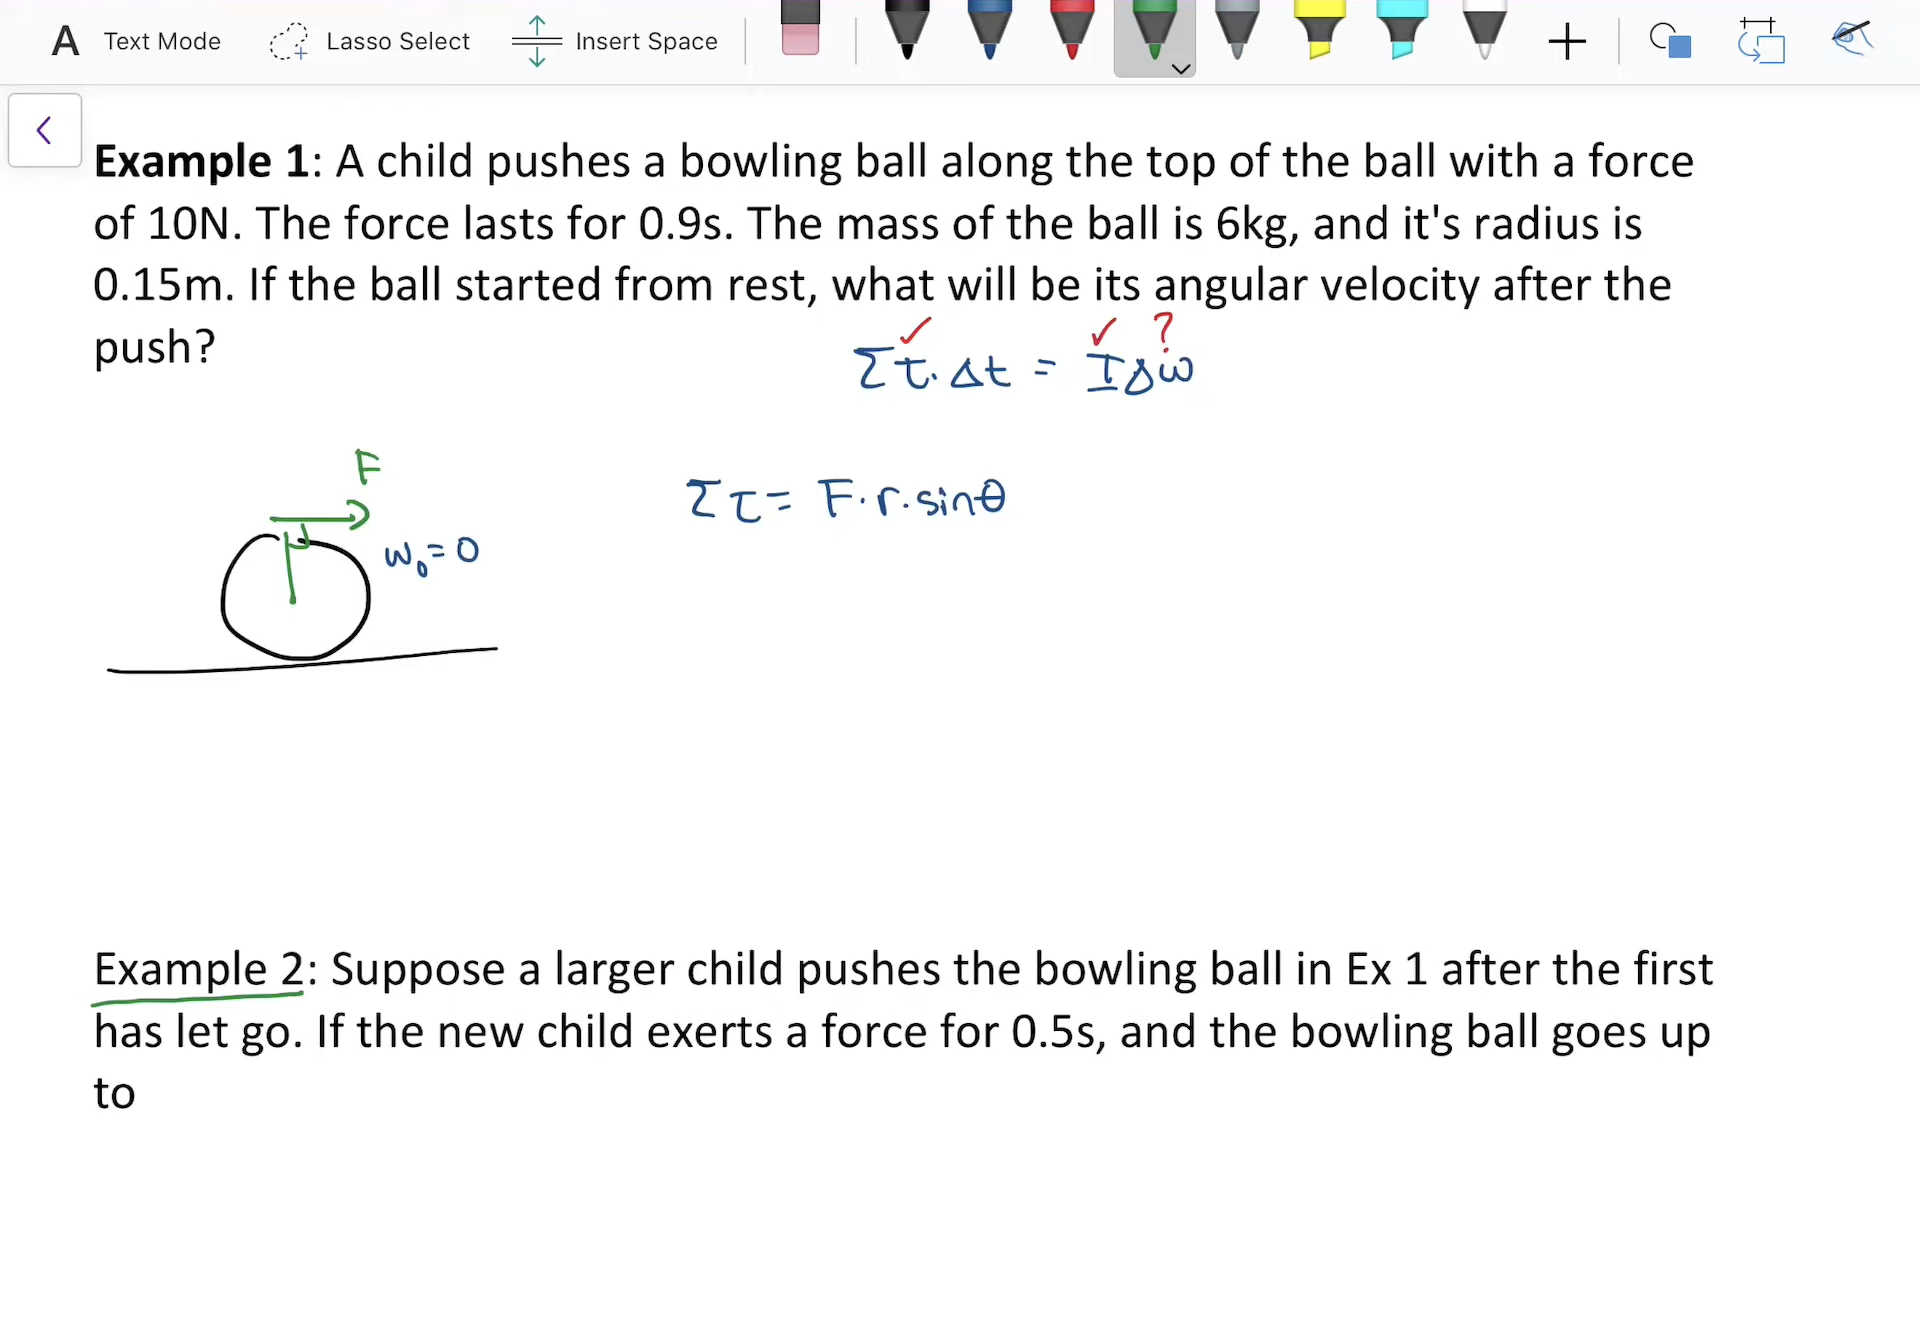 A Text Mode Lasso Select Insert Space
Example 1: A child pushes a bowling ball along the top of the ball with a force
of 10N. The force lasts for 0.9s. The mass of the ball is 6kg, and it's radius is
0.15m. If the ball started from rest, what will be its angular velocity after the
push?
✓ ✓ ?
Στ·Δt = IΔω
F
Στ = F·r·sinθ
ω₀=0
Example 2: Suppose a larger child pushes the bowling ball in Ex 1 after the first
has let go. If the new child exerts a force for 0.5s, and the bowling ball goes up
to